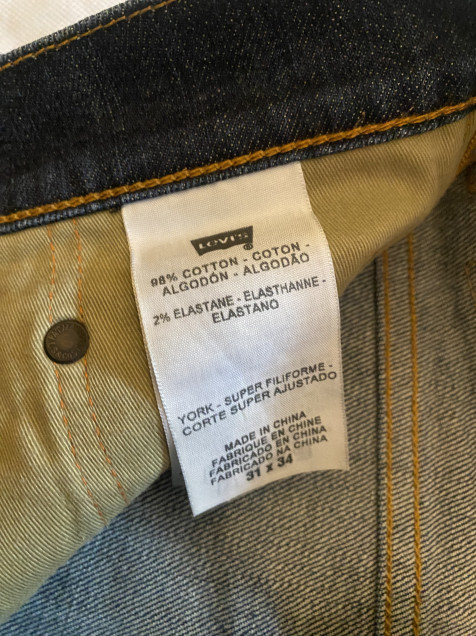 LEVI'S ®
98% COTTON - COTON -
ALGODÓN - ALGODÃO
2% ELASTANE - ELASTHANNE -
ELASTANO
YORK - SUPER FILIFORME -
CORTE SUPER AJUSTADO
MADE IN CHINA
FABRIQUE EN CHINE
FABRICADO EN CHINA
FABRICADO NA CHINA
31 X 34